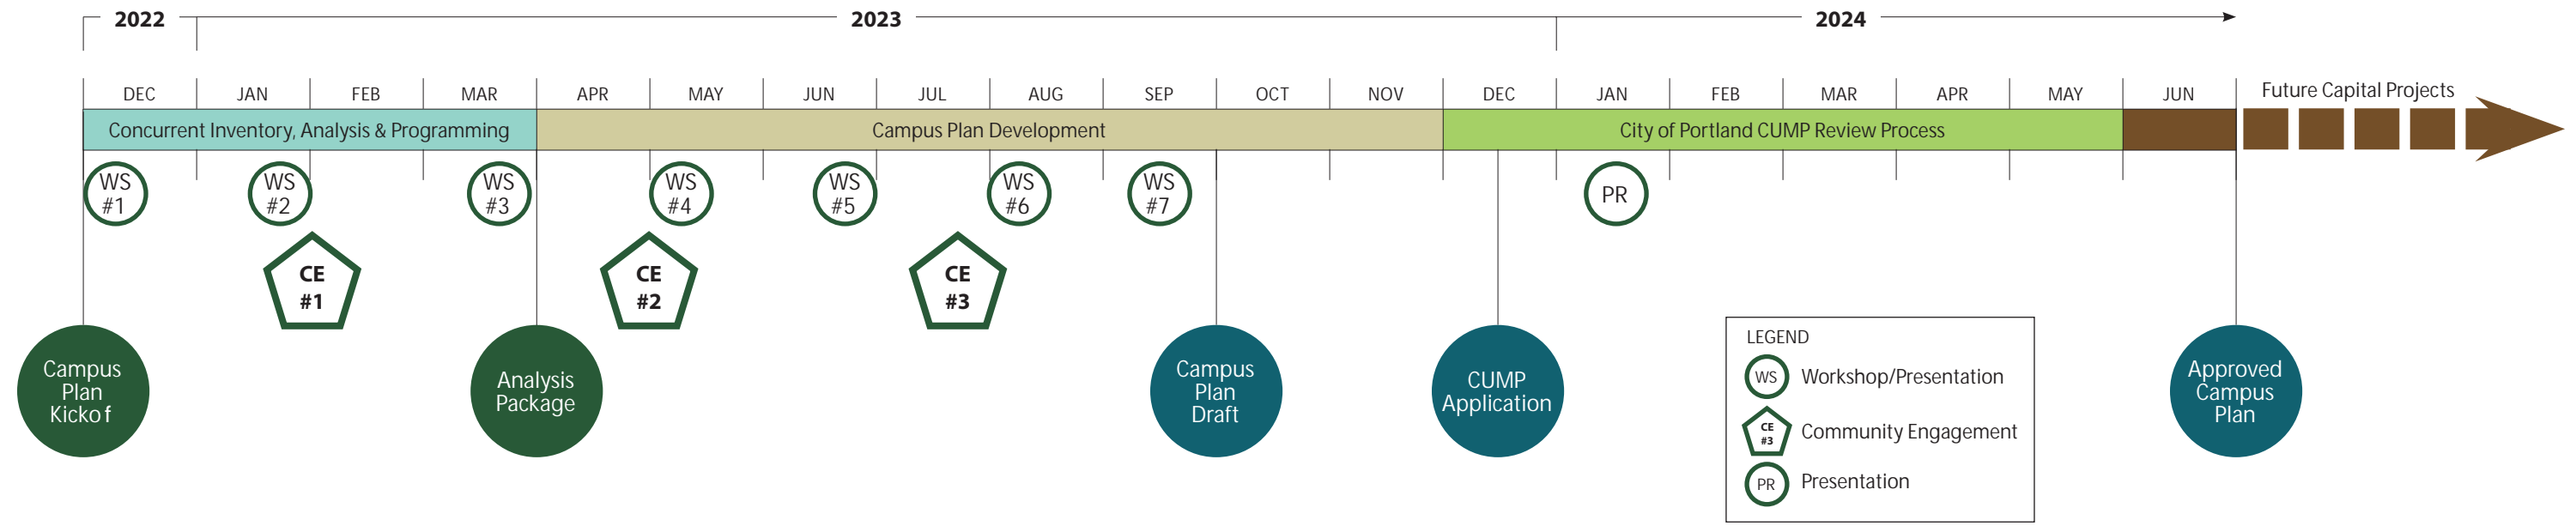 2022 2023 2024
DEC JAN FEB MAR APR MAY JUN JUL AUG SEP OCT NOV DEC JAN FEB MAR APR MAY JUN
Future Capital Projects
Concurrent Inventory, Analysis & Programming
Campus Plan Development
City of Portland CUMP Review Process
WS
#1
WS
#2
WS
#3
WS
#4
WS
#5
WS
#6
WS
#7
PR
CE
#1
CE
#2
CE
#3
Campus
Plan
Kickof
Analysis
Package
Campus
Plan
Draft
CUMP
Application
Approved
Campus
Plan
LEGEND
WS Workshop/Presentation
CE
#3
Community Engagement
PR Presentation